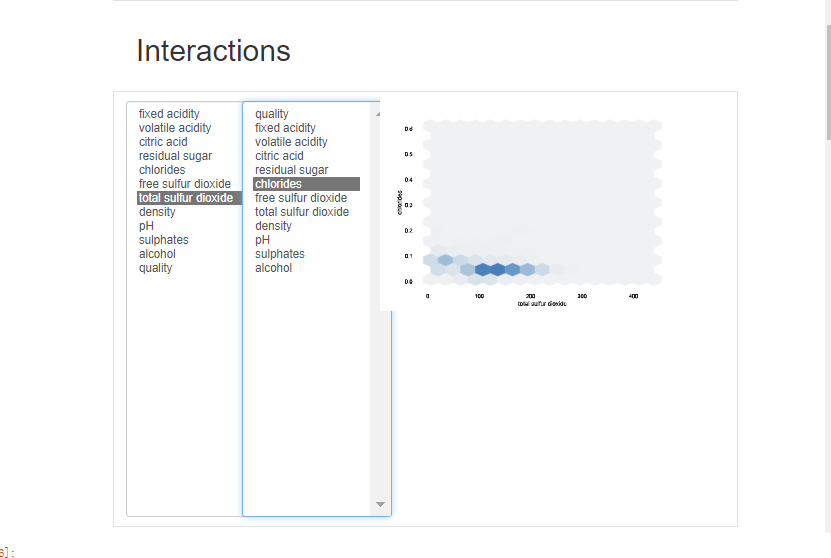 Interactions
fixed acidity
volatile acidity
citric acid
residual sugar
chlorides
free sulfur dioxide
total sulfur dioxide
density
pH
sulphates
alcohol
quality
quality
fixed acidity
volatile acidity
citric acid
residual sugar
chlorides
free sulfur dioxide
total sulfur dioxide
density
pH
sulphates
alcohol
0.6
0.5
0.4
0.3
0.2
0.1
0.0
chlorides
0 100 200 300 400
total sulfur dioxide
6]: